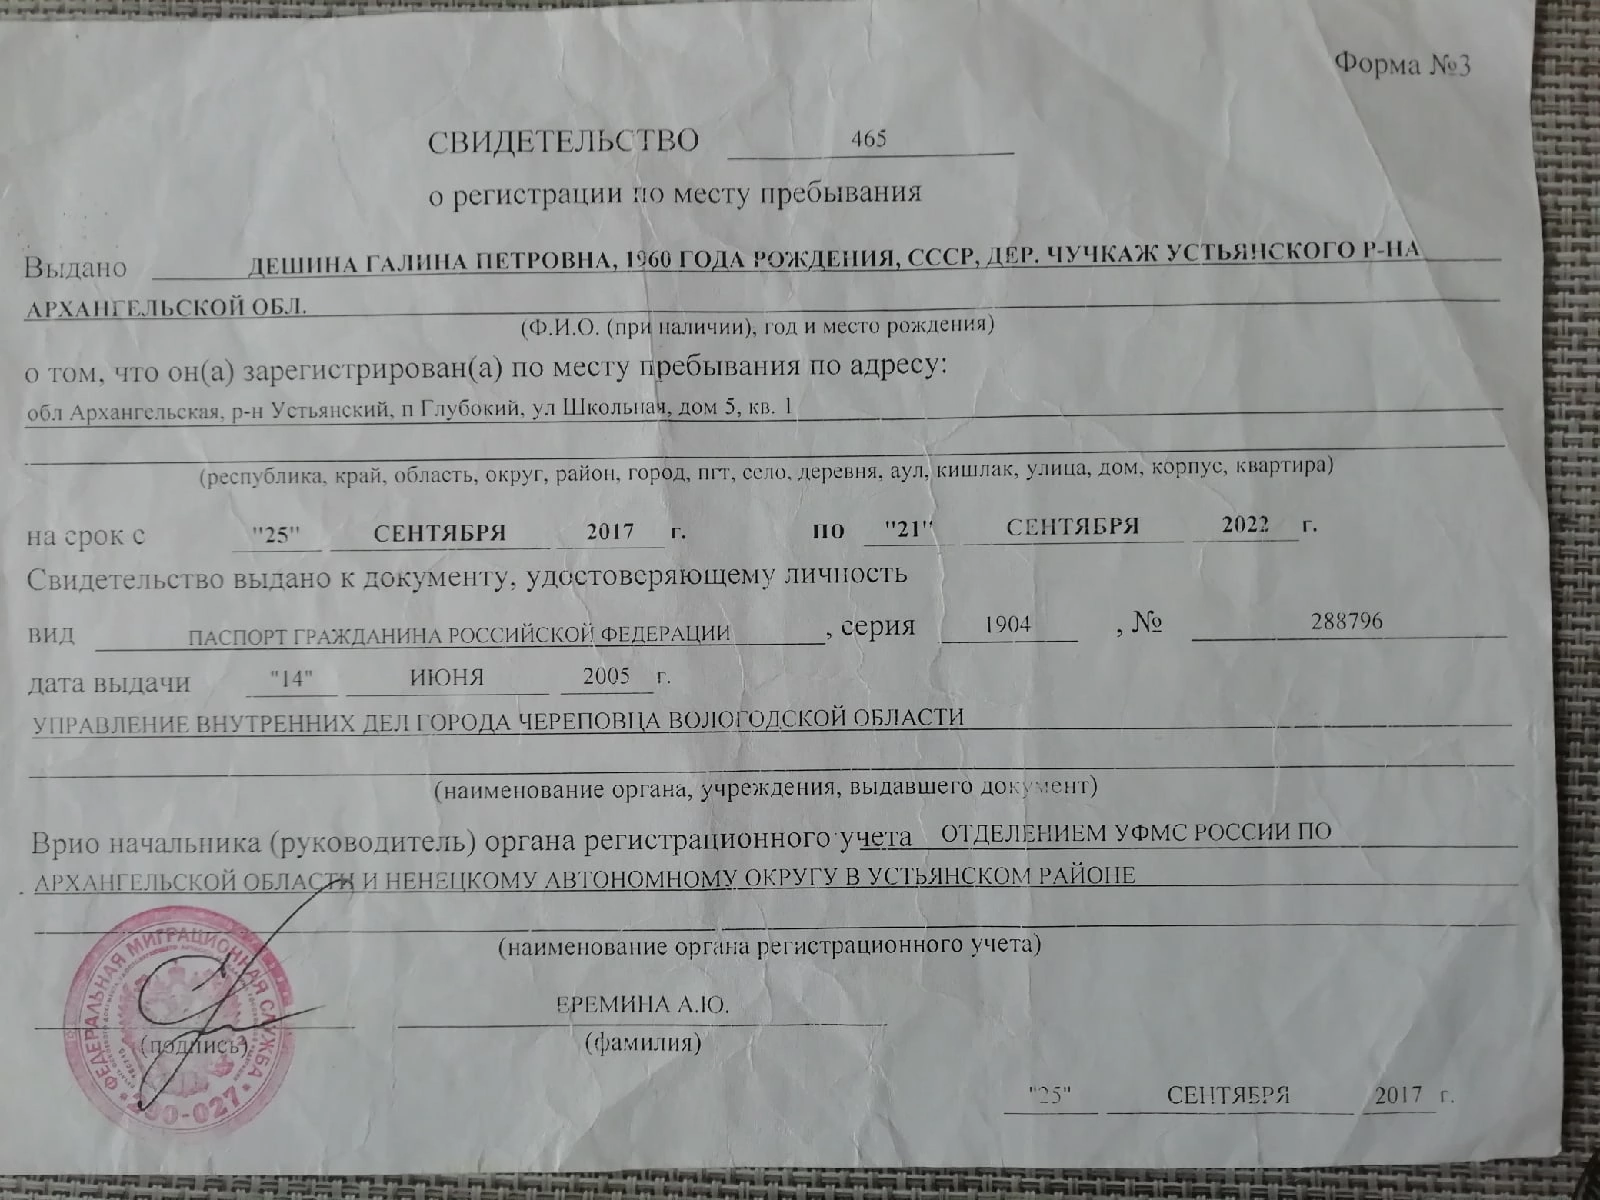 Форма №3
СВИДЕТЕЛЬСТВО 465
о регистрации по месту пребывания
Выдано ДЕШИНА ГАЛИНА ПЕТРОВНА, 1960 ГОДА РОЖДЕНИЯ, СССР, ДЕР. ЧУЧКАЖ УСТЬЯНСКОГО Р-НА
АРХАНГЕЛЬСКОЙ ОБЛ.
(Ф.И.О. (при наличии), год и место рождения)
о том, что он(а) зарегистрирован(а) по месту пребывания по адресу:
обл Архангельская, р-н Устьянский, п Глубокий, ул Школьная, дом 5, кв. 1
(республика, край, область, округ, район, город, пгт, село, деревня, аул, кишлак, улица, дом, корпус, квартира)
на срок с "25" СЕНТЯБРЯ 2017 г. по "21" СЕНТЯБРЯ 2022 г.
Свидетельство выдано к документу, удостоверяющему личность
вид ПАСПОРТ ГРАЖДАНИНА РОССИЙСКОЙ ФЕДЕРАЦИИ, серия 1904, № 288796
дата выдачи "14" ИЮНЯ 2005 г.
УПРАВЛЕНИЕ ВНУТРЕННИХ ДЕЛ ГОРОДА ЧЕРЕПОВЦА ВОЛОГОДСКОЙ ОБЛАСТИ
(наименование органа, учреждения, выдавшего документ)
Врио начальника (руководитель) органа регистрационного учета ОТДЕЛЕНИЕМ УФМС РОССИИ ПО
АРХАНГЕЛЬСКОЙ ОБЛАСТИ И НЕНЕЦКОМУ АВТОНОМНОМУ ОКРУГУ В УСТЬЯНСКОМ РАЙОНЕ
(наименование органа регистрационного учета)
ФЕДЕРАЛЬНАЯ МИГРАЦИОННАЯ СЛУЖБА
290-027
ЕРЕМИНА А.Ю.
(подпись) (фамилия)
"25" СЕНТЯБРЯ 2017 г.